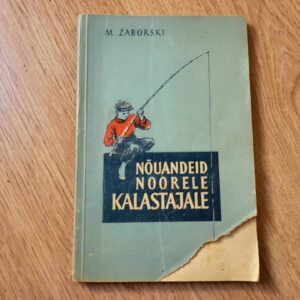 M. ZABORSKI
NÕUANDEID
NOORELE
KALASTAJALE